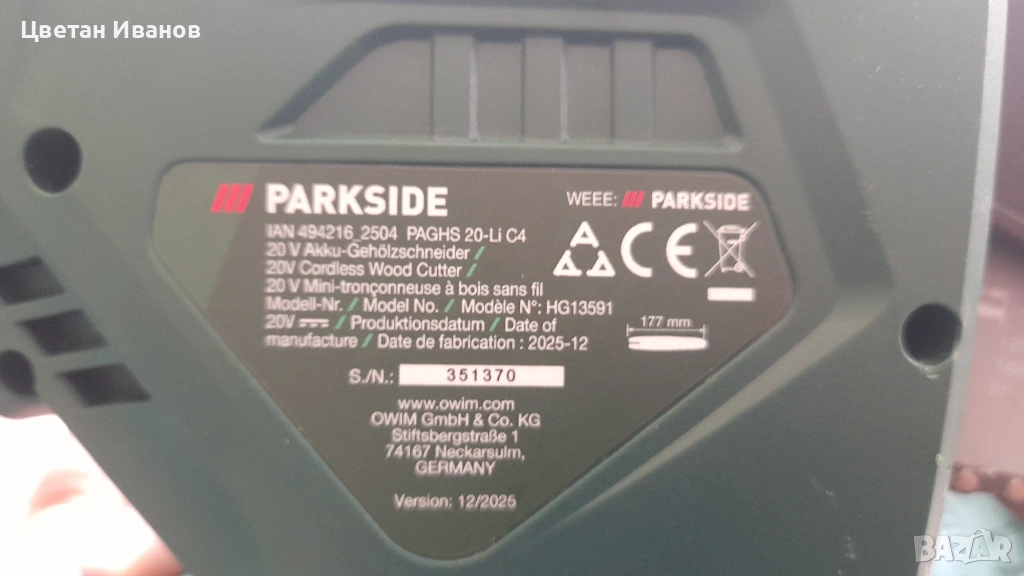 Цветан Иванов
PARKSIDE
WEEE: PARKSIDE
IAN 494216_2504 PAGHS 20-Li C4
20 V Akku-Gehölzschneider /
20V Cordless Wood Cutter /
20 V Mini-tronçonneuse à bois sans fil
Modell-Nr. / Model No. / Modèle N°: HG13591
20V / Produktionsdatum / Date of
manufacture / Date de fabrication : 2025-12
CE
177 mm
S./N.: 351370
www.owim.com
OWIM GmbH & Co. KG
Stiftsbergstraße 1
74167 Neckarsulm,
GERMANY
Version: 12/2025
BAZAR